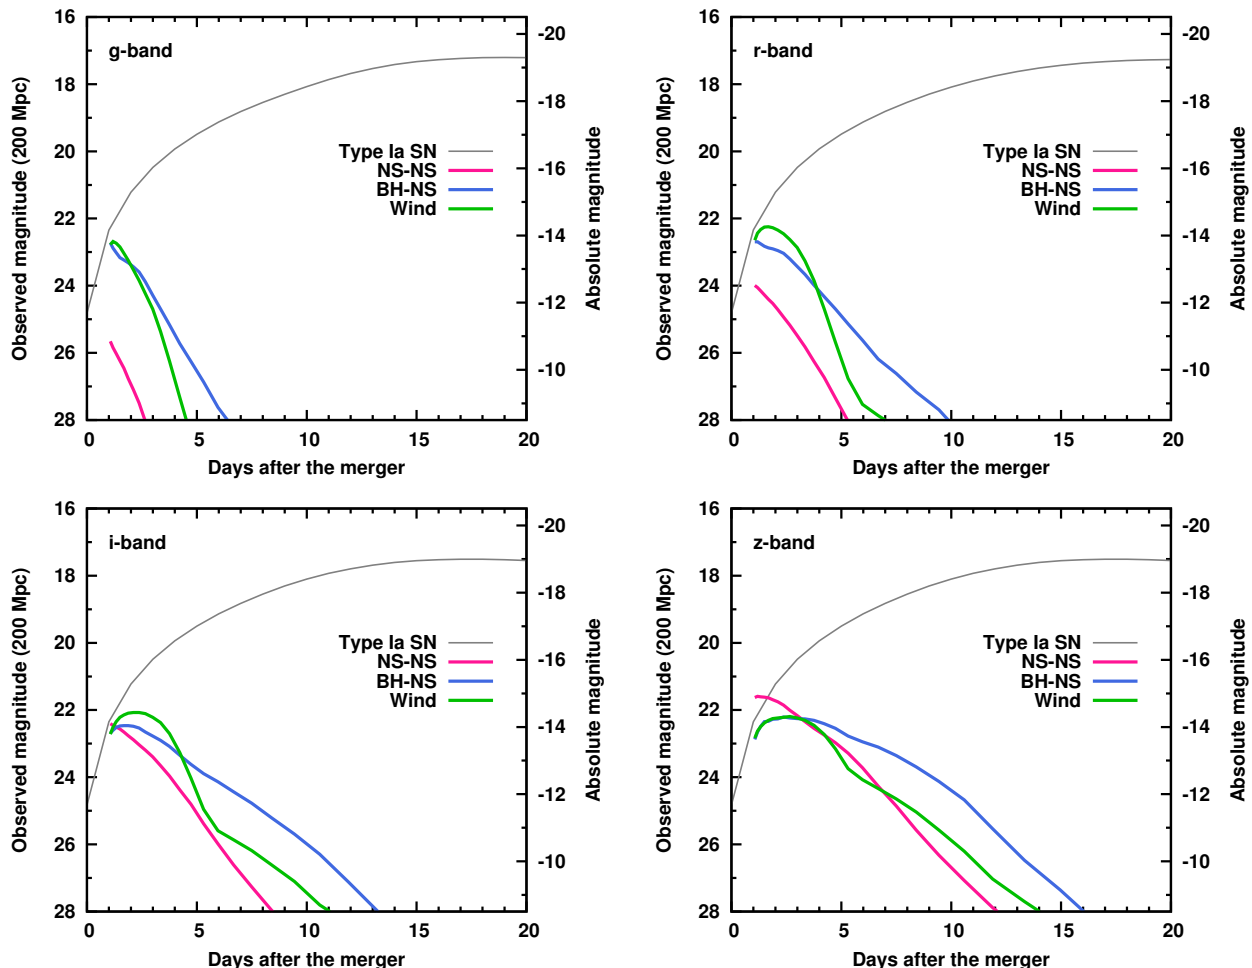 g-band
Observed magnitude (200 Mpc)
16
18
20
22
24
26
28
Type Ia SN
NS-NS
BH-NS
Wind
-20
-18
-16
-14
-12
-10
Absolute magnitude
0 5 10 15 20
Days after the merger
r-band
Observed magnitude (200 Mpc)
16
18
20
22
24
26
28
Type Ia SN
NS-NS
BH-NS
Wind
-20
-18
-16
-14
-12
-10
Absolute magnitude
0 5 10 15 20
Days after the merger
i-band
Observed magnitude (200 Mpc)
16
18
20
22
24
26
28
Type Ia SN
NS-NS
BH-NS
Wind
-20
-18
-16
-14
-12
-10
Absolute magnitude
0 5 10 15 20
Days after the merger
z-band
Observed magnitude (200 Mpc)
16
18
20
22
24
26
28
Type Ia SN
NS-NS
BH-NS
Wind
-20
-18
-16
-14
-12
-10
Absolute magnitude
0 5 10 15 20
Days after the merger